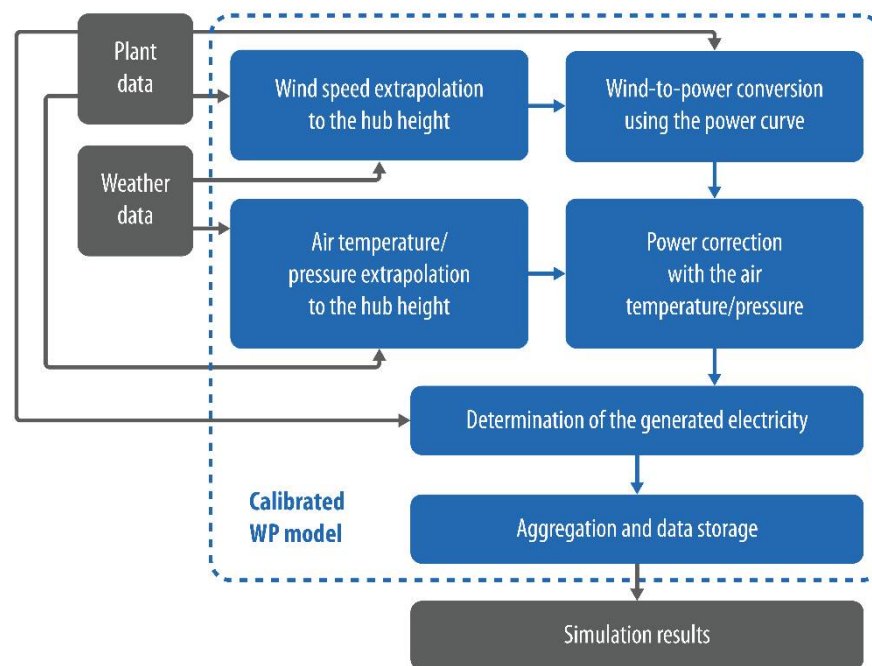 Plant
data
Wind speed extrapolation
to the hub height
Wind-to-power conversion
using the power curve
Weather
data
Air temperature/
pressure extrapolation
to the hub height
Power correction
with the air
temperature/pressure
Determination of the generated electricity
Calibrated
WP model
Aggregation and data storage
Simulation results